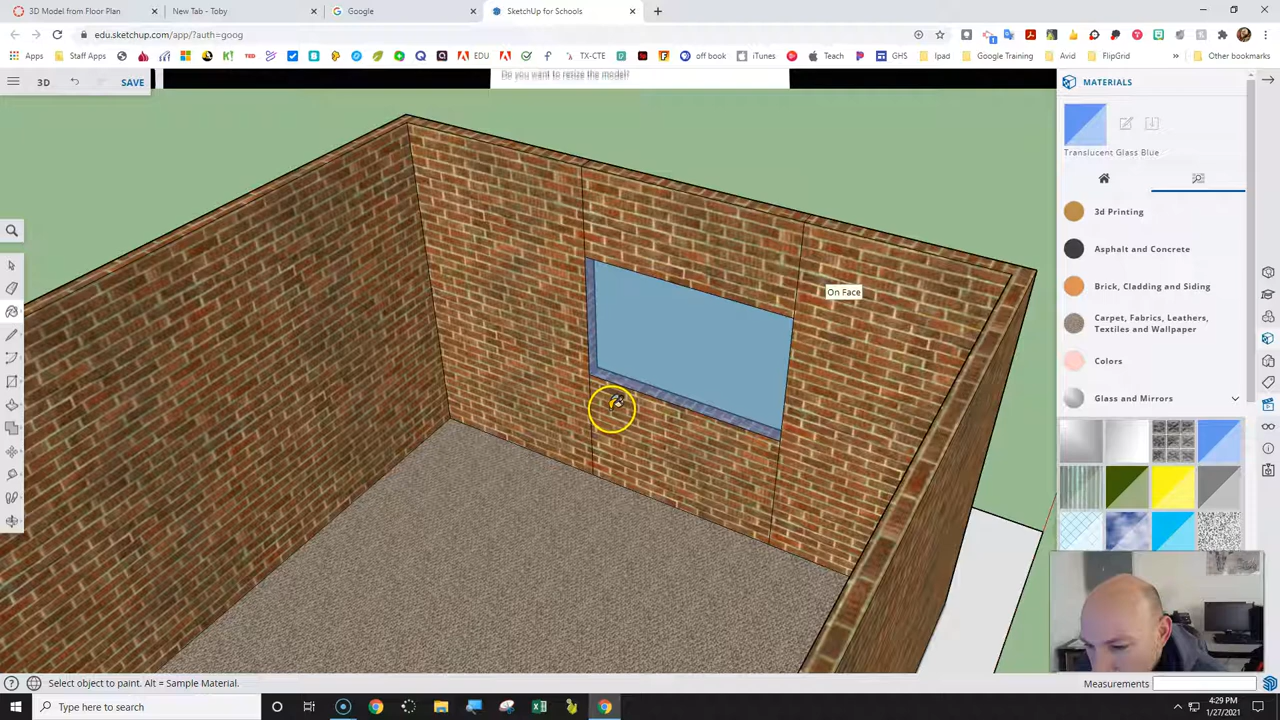 3D Model from Floor Plan
New Tab - Toby
Google
SketchUp for Schools
edu.sketchup.com/app/?auth=goog
Apps
TED
EDU
TX-CTE
off book
iTunes
Teach
GHS
Ipad
Google Training
Avid
FlipGrid
Other bookmarks
3D
SAVE
Do you want to resize the model?
MATERIALS
Translucent Glass Blue
3d Printing
Asphalt and Concrete
Brick, Cladding and Siding
Carpet, Fabrics, Leathers,
Textiles and Wallpaper
Colors
Glass and Mirrors
On Face
Select object to paint. Alt = Sample Material.
Measurements
Type here to search
4:29 PM
1/27/2021